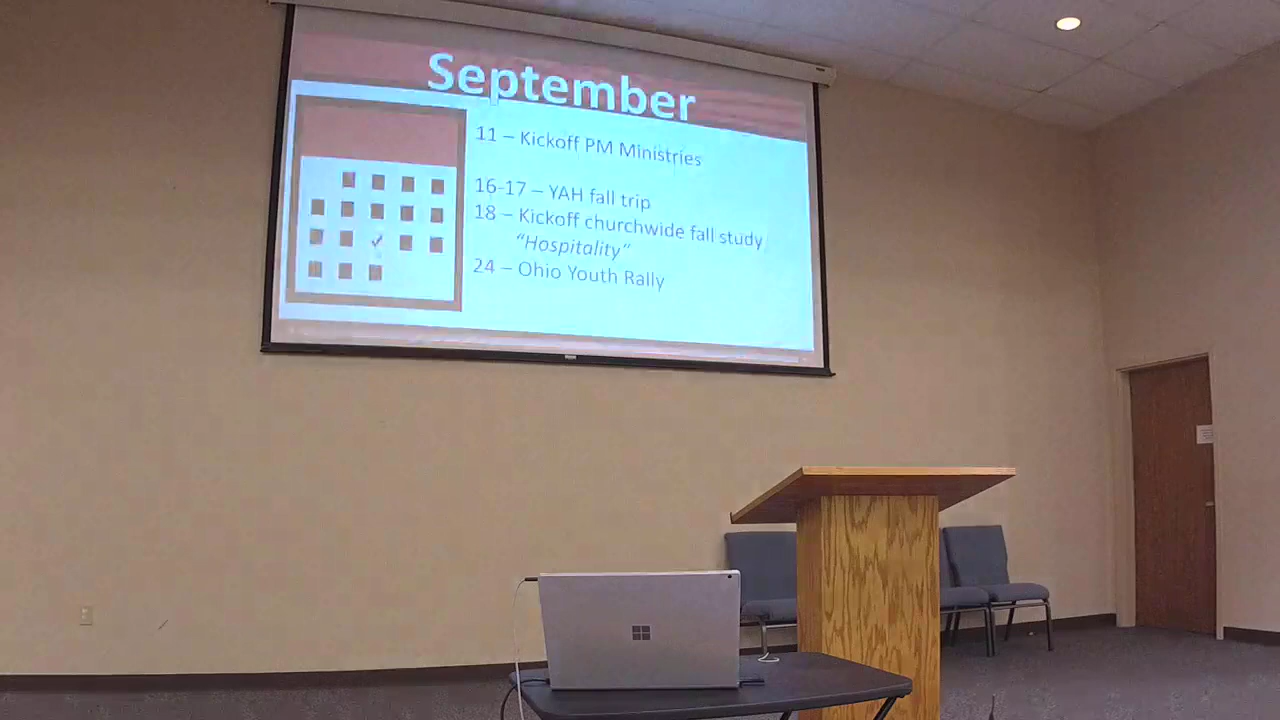 September
11 – Kickoff PM Ministries
16-17 – YAH fall trip
18 – Kickoff churchwide fall study
“Hospitality”
24 – Ohio Youth Rally